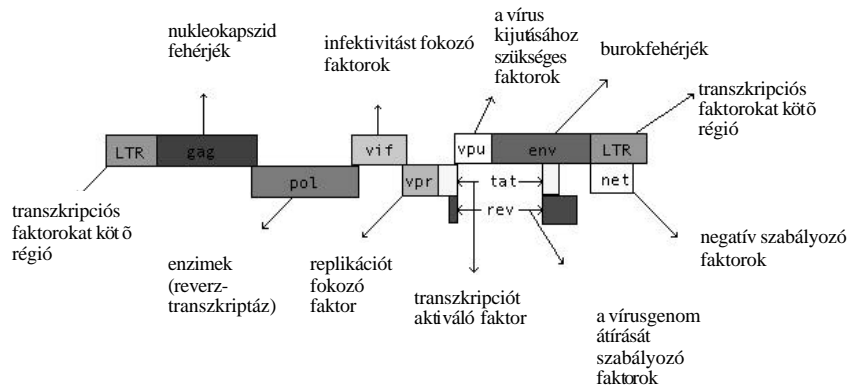 nukleokapszid
fehérjék
infektivitást fokozó
faktorok
a vírus
kijutásához
szükséges
faktorok
burokfehérjék
transzkripciós
faktorokat kötõ
régió
LTR gag vif vpu env LTR
pol vpr tat net
rev
transzkripciós
faktorokat kötõ
régió
enzimek
(reverz-
transzkriptáz)
replikációt
fokozó
faktor
transzkripciót
aktiváló faktor
negatív szabályozó
faktorok
a vírusgenom
átírását
szabályozó
faktorok